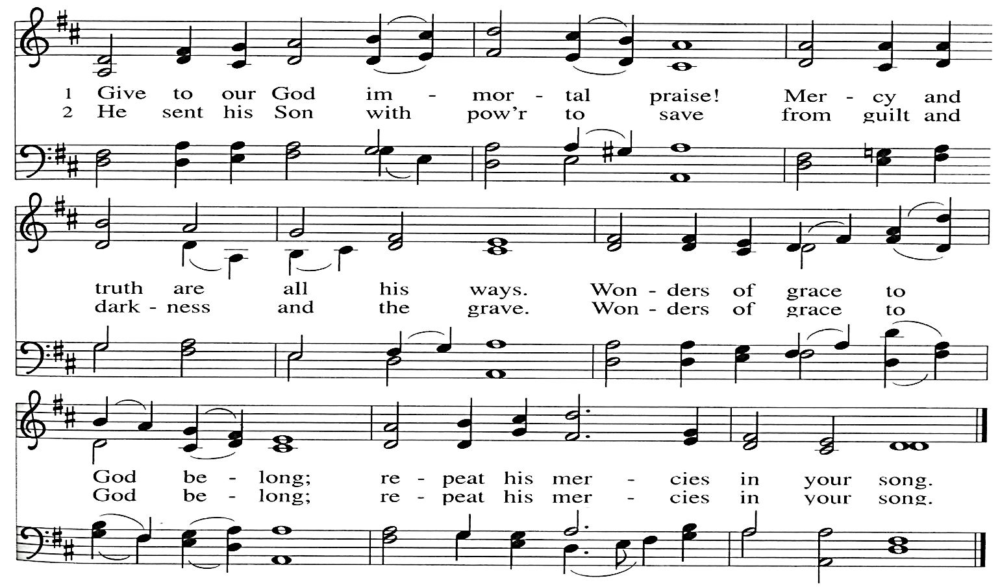 1 Give to our God im - mor - tal praise! Mer - cy and
2 He sent his Son with pow'r to save from guilt and
truth are all his ways. Won - ders of grace to
dark - ness and the grave. Won - ders of grace to
God be - long; re - peat his mer - cies in your song.
God be - long; re - peat his mer - cies in your song.